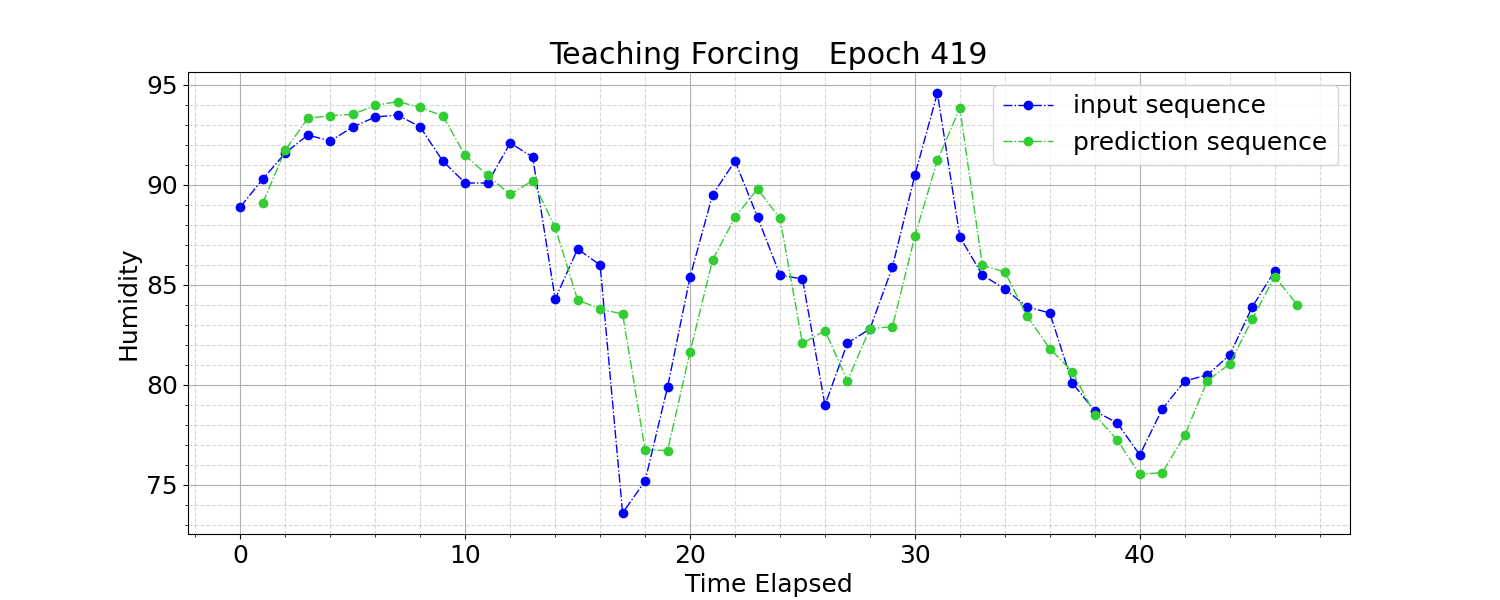 Teaching Forcing   Epoch 419
95
90
85
80
75
Humidity
input sequence
prediction sequence
0 10 20 30 40
Time Elapsed